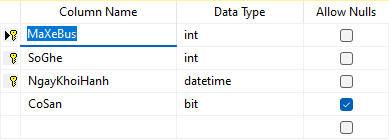 Column Name Data Type Allow Nulls
MaXeBus int
SoGhe int
NgayKhoiHanh datetime
CoSan bit